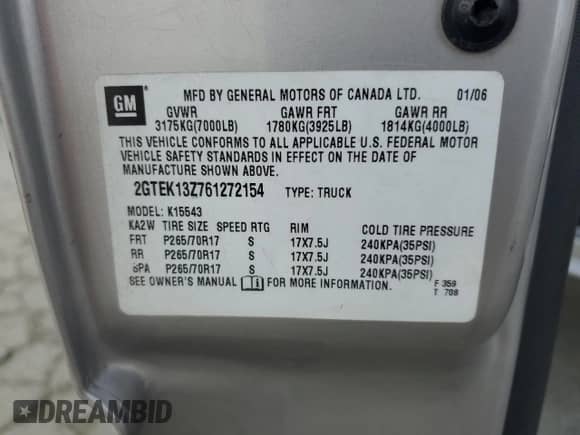 GM
MFD BY GENERAL MOTORS OF CANADA LTD. 01/06
GVWR GAWR FRT GAWR RR
3175KG(7000LB) 1780KG(3925LB) 1814KG(4000LB)
THIS VEHICLE CONFORMS TO ALL APPLICABLE U.S. FEDERAL MOTOR
VEHICLE SAFETY STANDARDS IN EFFECT ON THE DATE OF
MANUFACTURE SHOWN ABOVE.
2GTEK13Z761272154 TYPE: TRUCK
MODEL: K15543
KA2W TIRE SIZE SPEED RTG RIM COLD TIRE PRESSURE
FRT P265/70R17 S 17X7.5J 240KPA(35PSI)
RR P265/70R17 S 17X7.5J 240KPA(35PSI)
SPA P265/70R17 S 17X7.5J 240KPA(35PSI)
SEE OWNER'S MANUAL FOR MORE INFORMATION.
F 359
T 708
DREAMBID